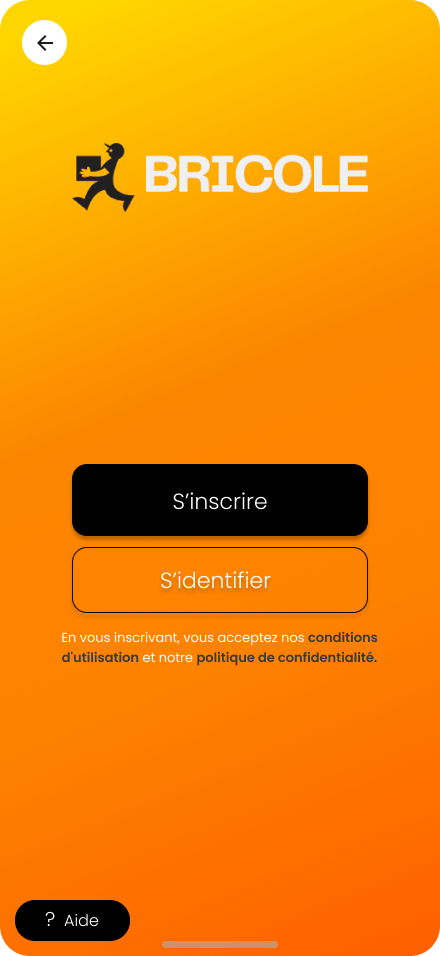 BRICOLE
S’inscrire
S’identifier
En vous inscrivant, vous acceptez nos conditions
d'utilisation et notre politique de confidentialité.
? Aide